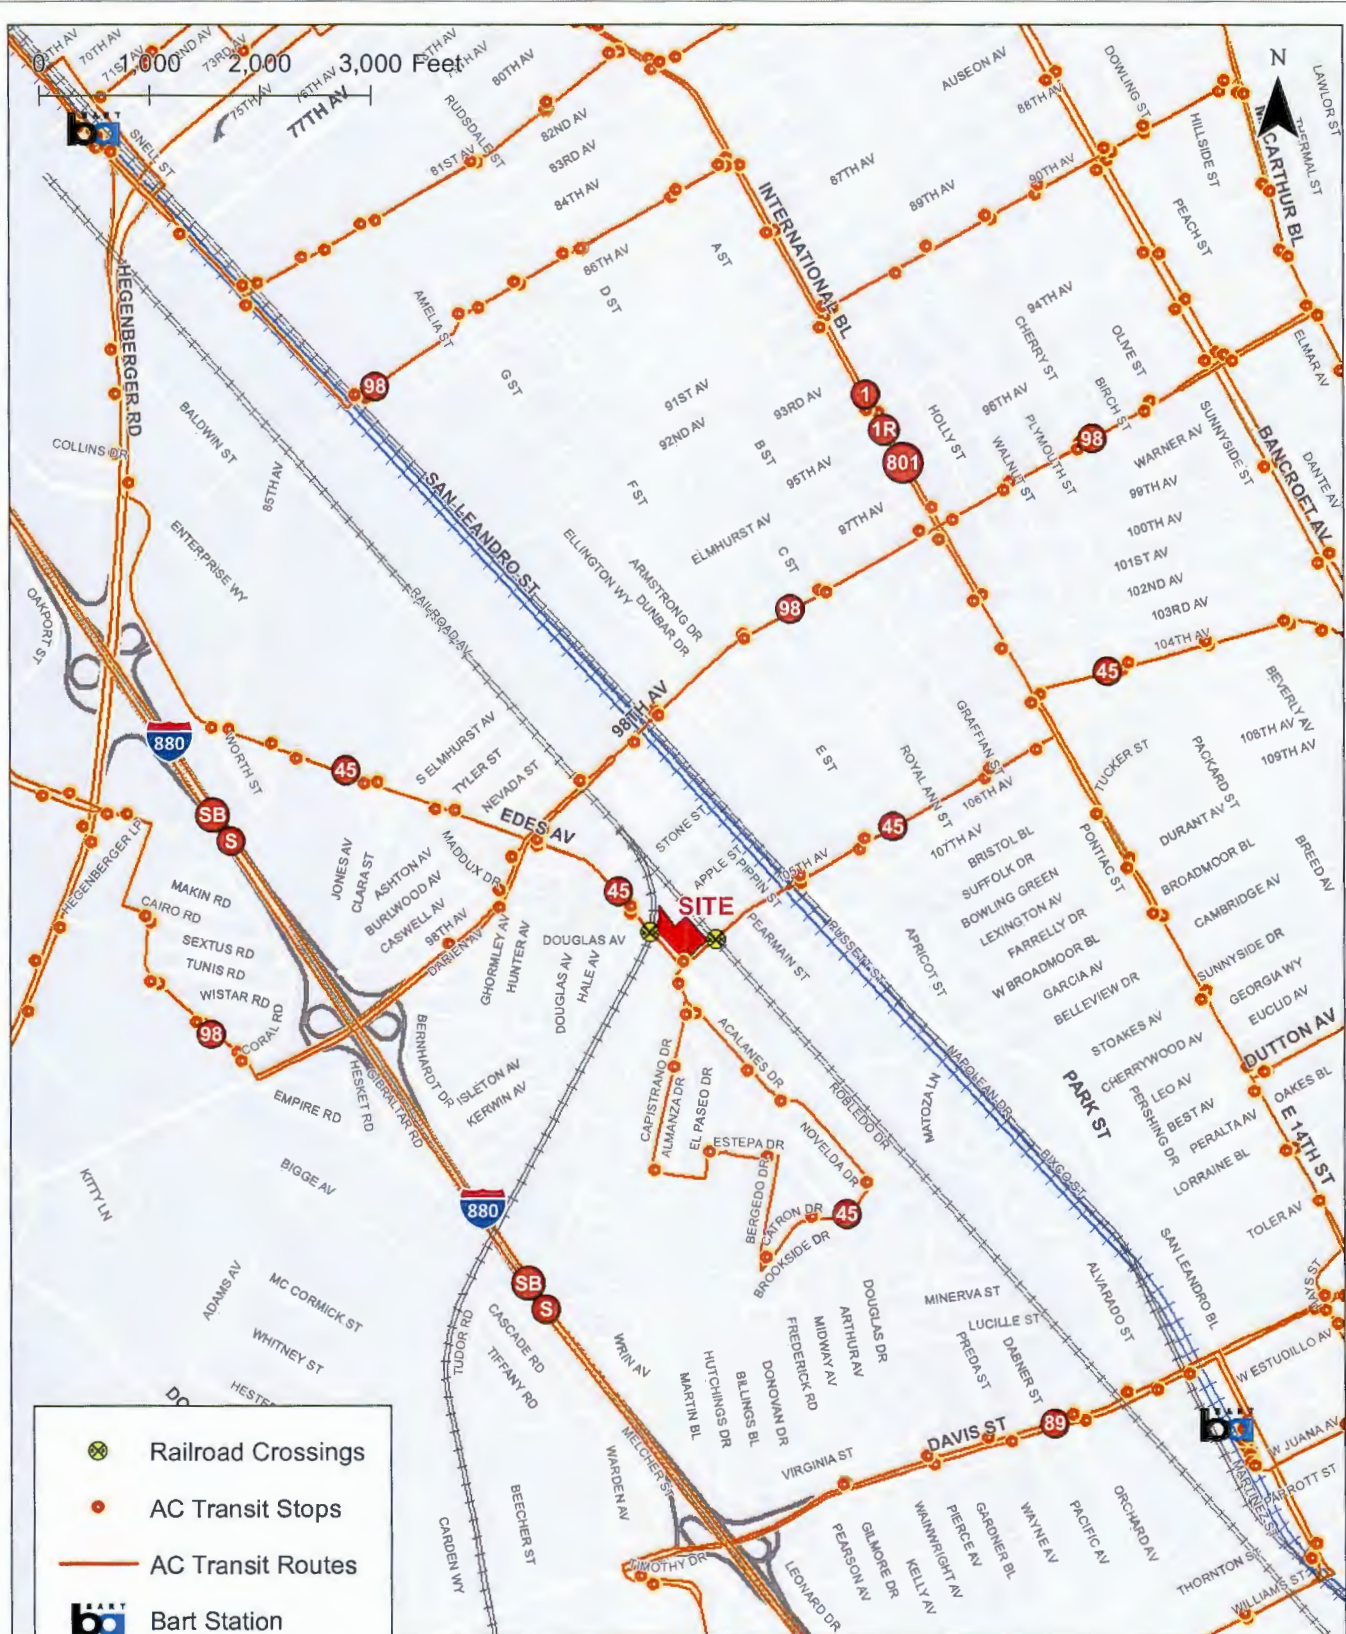 69TH AV
70TH AV
71ST AV
72ND AV
73RD AV
75TH AV
76TH AV
77TH AV
80TH AV
0 1,000 2,000 3,000 Feet
N
SNELL ST
RUDSDALE ST
81ST AV
82ND AV
83RD AV
84TH AV
86TH AV
87TH AV
88TH AV
89TH AV
90TH AV
AUSEON AV
DOWLING ST
HILLSIDE ST
LAWLOR ST
THERMAL ST
MACARTHUR BL
PEACH ST
INTERNATIONAL BL
A ST
D ST
AMELIA ST
G ST
HEGENBERGER RD
94TH AV
CHERRY ST
OLIVE ST
ELMAR AV
98
91ST AV
92ND AV
93RD AV
1
1R
801
HOLLY ST
96TH AV
PLYMOUTH ST
BIRCH ST
98
WALNUT ST
WARNER AV
SUNNYSIDE ST
BANCROFT AV
DANTE AV
COLLINS DR
BALDWIN ST
85TH AV
SAN LEANDRO ST
B ST
95TH AV
F ST
97TH AV
ELMHURST AV
C ST
99TH AV
100TH AV
101ST AV
102ND AV
103RD AV
104TH AV
ENTERPRISE WY
ELLINGTON WY
ARMSTRONG DR
DUNBAR DR
98
OAKPORT ST
RAILROAD AV
98TH AV
45
BEVERLY AV
108TH AV
109TH AV
880
WORTH ST
45
S ELMHURST AV
TYLER ST
NEVADA ST
EDES AV
E ST
GRAFFIAN ST
ROYAL ANN ST
106TH AV
TUCKER ST
PACKARD ST
SB
S
STONE ST
APPLE ST
PIPPIN ST
105TH AV
45
107TH AV
BRISTOL BL
SUFFOLK DR
BOWLING GREEN
LEXINGTON AV
FARRELLY DR
W BROADMOOR BL
GARCIA AV
BELLEVIEW DR
PONTIAC ST
DURANT AV
BROADMOOR BL
CAMBRIDGE AV
BREED AV
HEGENBERGER LP
MAKIN RD
CAIRO RD
SEXTUS RD
TUNIS RD
WISTAR RD
CORAL RD
98
JONES AV
CLARA ST
ASHTON AV
BURLWOOD AV
CASWELL AV
98TH AV
DARIEN AV
MADDUX DR
45
SITE
GHORMLEY AV
HUNTER AV
DOUGLAS AV
DOUGLAS AV
HALE AV
PEARMAIN ST
RUSSET ST
APRICOT ST
SUNNYSIDE DR
GEORGIA WY
EUCLID AV
STOAKES AV
CHERRYWOOD AV
DUTTON AV
LEO AV
BEST AV
PERSHING DR
PERALTA AV
LORRAINE BL
OAKES BL
E 14TH ST
EMPIRE RD
HESKET RD
GIBRALTAR RD
BERNHARDT DR
ISLETON AV
KERWIN AV
CAPISTRANO DR
ALMANZA DR
EL PASEO DR
ACALANES DR
ROBLEDO DR
MATOZA LN
NAPOLEAN DR
PARK ST
BIXCO ST
ESTEPA DR
NOVELDA DR
BERGEDO DR
CATRON DR
45
BROOKSIDE DR
KITTY LN
BIGGE AV
880
SB
S
TOLER AV
SAN LEANDRO BL
ALVARADO ST
HAYS ST
ADAMS AV
MC CORMICK ST
WHITNEY ST
DO
TUDOR RD
CASCADE RD
TIFFANY RD
WRIN AV
MARTIN BL
HUTCHINGS DR
BILLINGS BL
DONOVAN DR
FREDERICK RD
MIDWAY AV
ARTHUR AV
DOUGLAS DR
MINERVA ST
LUCILLE ST
PREDA ST
DABNER ST
W ESTUDILLO AV
W JUANA AV
PARROTT ST
MARTINEZ ST
DAVIS ST
89
VIRGINIA ST
MELCHER ST
WARDEN AV
BEECHER ST
CARDEN WY
TIMOTHY DR
LEONARD DR
PEARSON AV
GILMORE DR
KELLY AV
WAINWRIGHT AV
PIERCE AV
GARDNER BL
WAYNE AV
PACIFIC AV
ORCHARD AV
THORNTON ST
WILLIAMS ST
Railroad Crossings
AC Transit Stops
AC Transit Routes
BART
ba
Bart Station